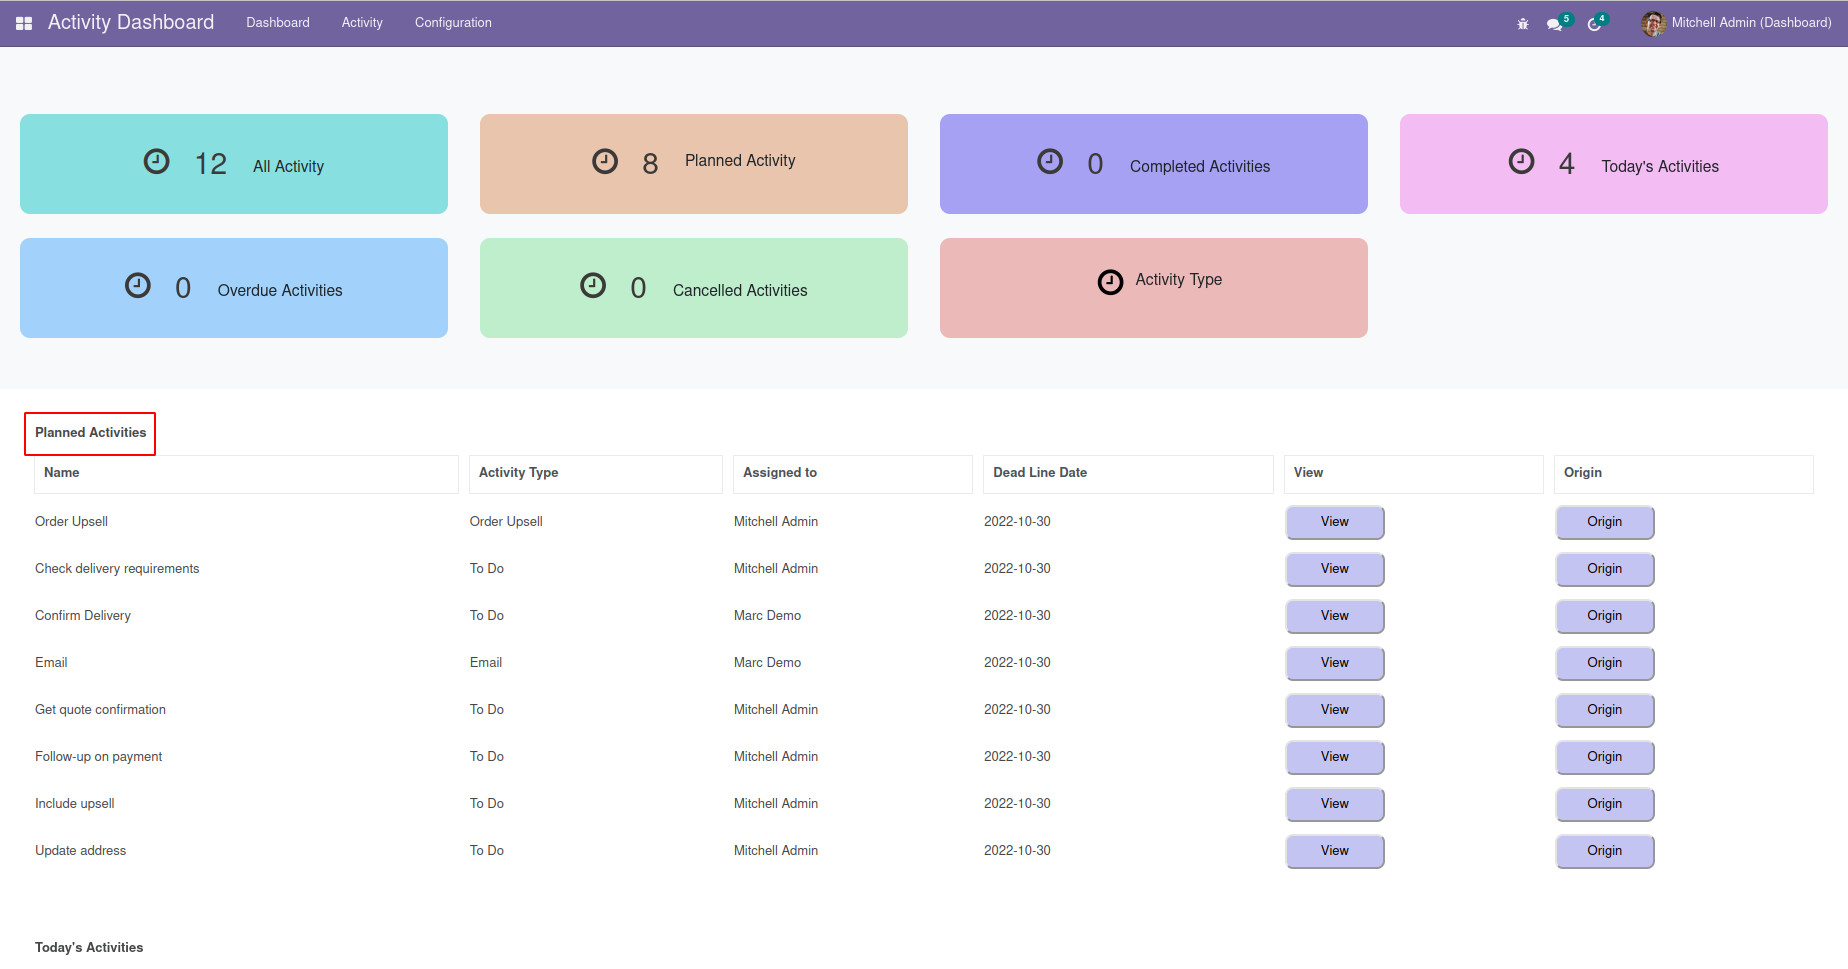 Activity Dashboard Dashboard Activity Configuration 5 4 Mitchell Admin (Dashboard)
12 All Activity 8 Planned Activity 0 Completed Activities 4 Today's Activities
0 Overdue Activities 0 Cancelled Activities Activity Type
Planned Activities
Name Activity Type Assigned to Dead Line Date View Origin
Order Upsell Order Upsell Mitchell Admin 2022-10-30 View Origin
Check delivery requirements To Do Mitchell Admin 2022-10-30 View Origin
Confirm Delivery To Do Marc Demo 2022-10-30 View Origin
Email Email Marc Demo 2022-10-30 View Origin
Get quote confirmation To Do Mitchell Admin 2022-10-30 View Origin
Follow-up on payment To Do Mitchell Admin 2022-10-30 View Origin
Include upsell To Do Mitchell Admin 2022-10-30 View Origin
Update address To Do Mitchell Admin 2022-10-30 View Origin
Today's Activities